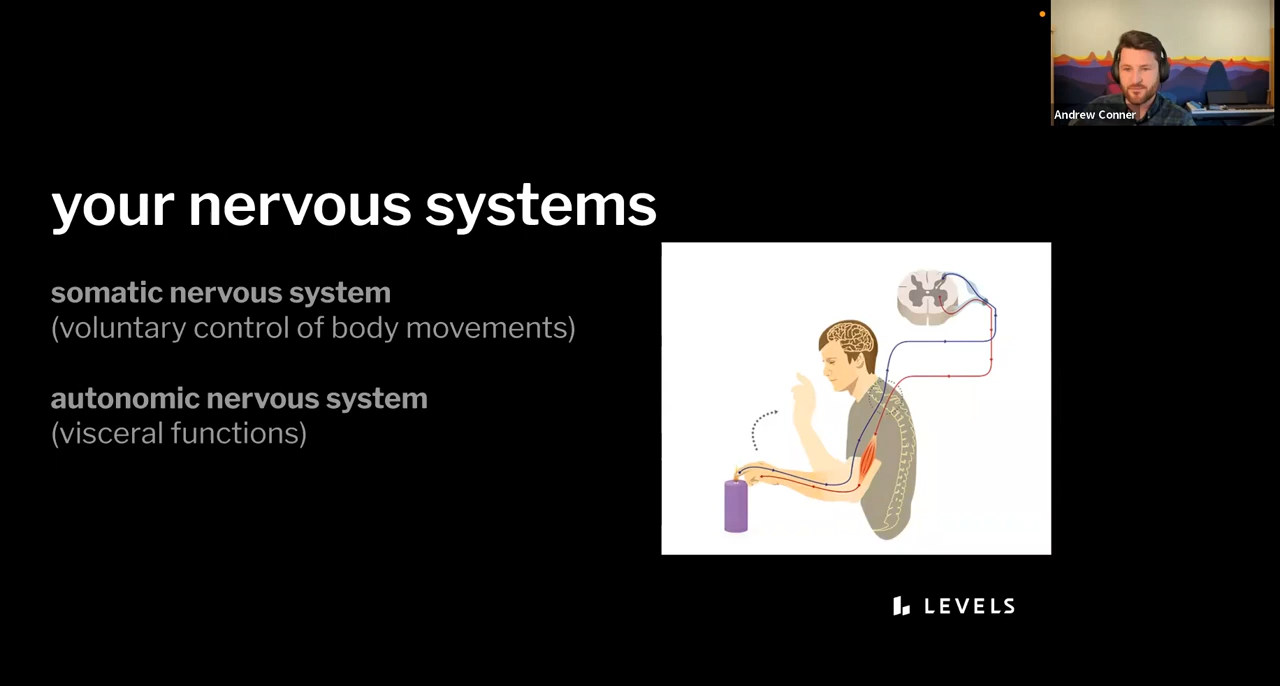 Andrew Conner
your nervous systems
somatic nervous system
(voluntary control of body movements)
autonomic nervous system
(visceral functions)
LEVELS